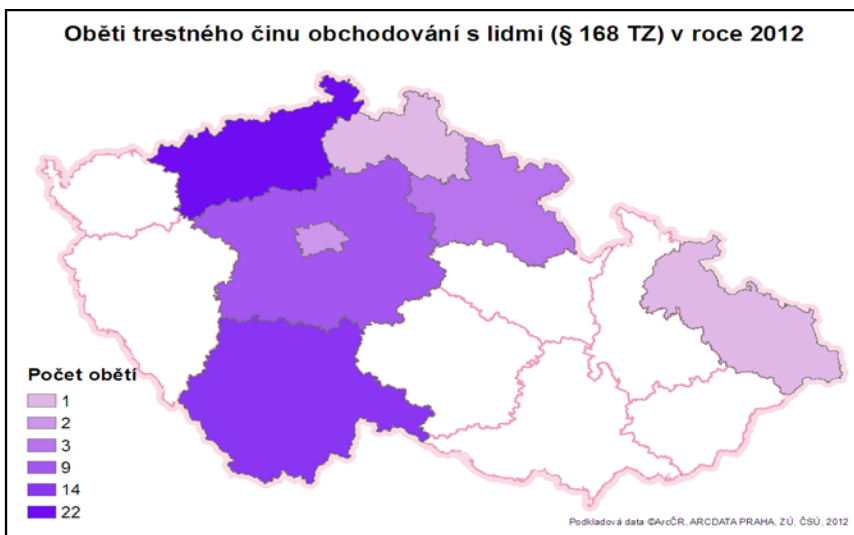 Oběti trestného činu obchodování s lidmi (§ 168 TZ) v roce 2012
Počet obětí
1
2
3
9
14
22
Podkladová data ©ArcČR, ARCDATA PRAHA, ZÚ, ČSÚ, 2012